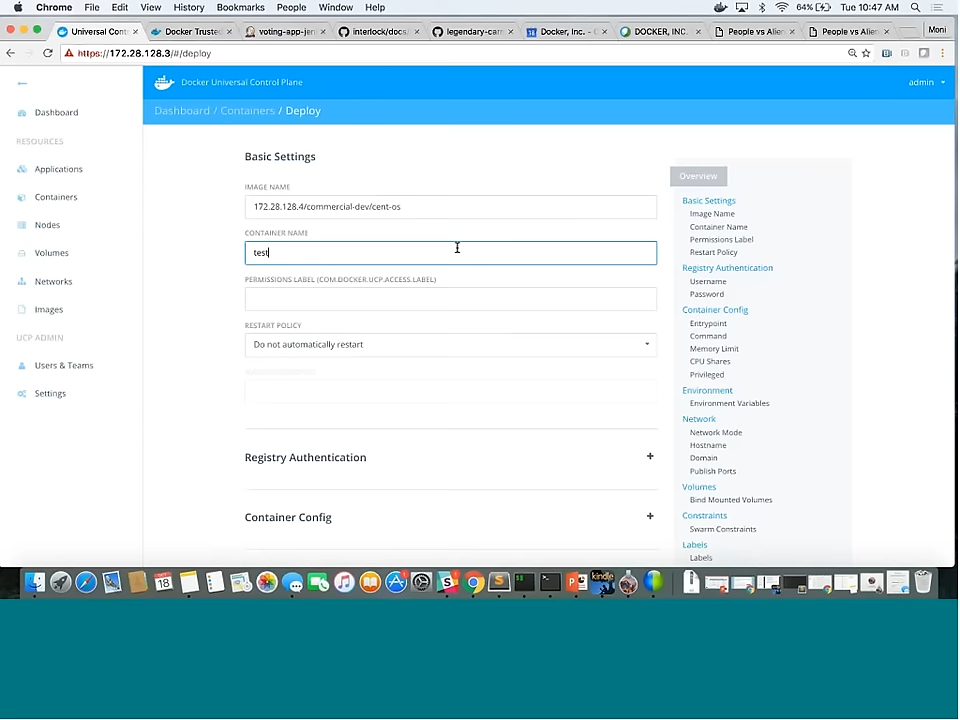 Chrome File Edit View History Bookmarks People Window Help 64% Tue 10:47 AM
Universal Cont × Docker Trusted × voting-app-jen × interlock/docs × legendary-carn × Docker, Inc. - × DOCKER, INC. × People vs Alien × People vs Alien × Moni
https://172.28.128.3/#/deploy
Docker Universal Control Plane admin
Dashboard / Containers / Deploy
Dashboard
RESOURCES
Applications
Containers
Nodes
Volumes
Networks
Images
UCP ADMIN
Users & Teams
Settings
Basic Settings
IMAGE NAME
172.28.128.4/commercial-dev/cent-os
CONTAINER NAME
test
PERMISSIONS LABEL (COM.DOCKER.UCP.ACCESS.LABEL)
RESTART POLICY
Do not automatically restart
Registry Authentication +
Container Config +
Overview
Basic Settings
Image Name
Container Name
Permissions Label
Restart Policy
Registry Authentication
Username
Password
Container Config
Entrypoint
Command
Memory Limit
CPU Shares
Privileged
Environment
Environment Variables
Network
Network Mode
Hostname
Domain
Publish Ports
Volumes
Bind Mounted Volumes
Constraints
Swarm Constraints
Labels
Labels
18
kindle